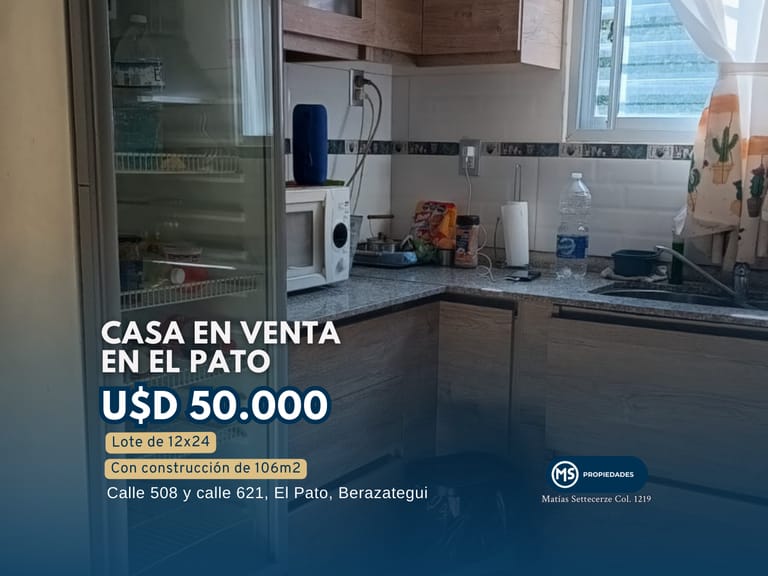 CASA EN VENTA
EN EL PATO
U$D 50.000
Lote de 12x24
Con construcción de 106m2
Calle 508 y calle 621, El Pato, Berazategui
MS PROPIEDADES
Matías Settecerze Col. 1219